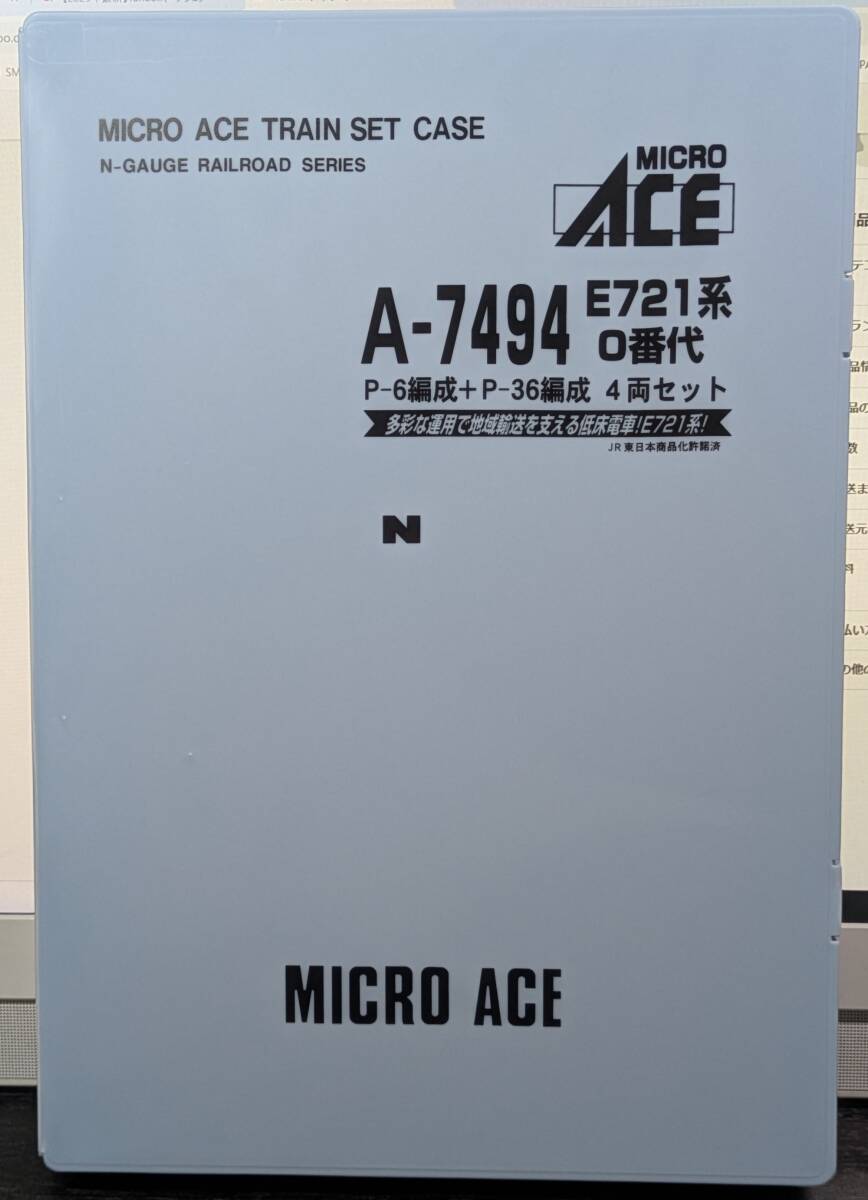 MICRO ACE TRAIN SET CASE
N-GAUGE RAILROAD SERIES
MICRO
ACE
A-7494
E721系
0番代
P-6編成+P-36編成 4両セット
多彩な運用で地域輸送を支える低床電車!E721系!
JR東日本商品化許諾済
N
MICRO ACE